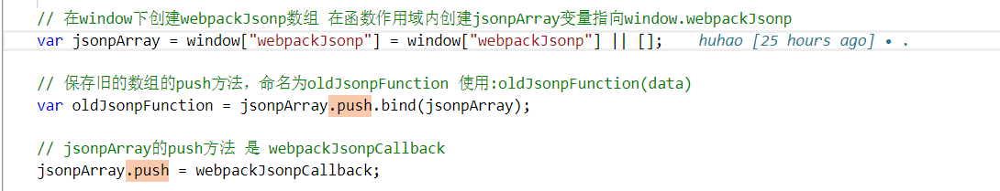 // 在window下创建webpackJsonp数组 在函数作用域内创建jsonpArray变量指向window.webpackJsonp
var jsonpArray = window["webpackJsonp"] = window["webpackJsonp"] || []; huhao [25 hours ago] • .
// 保存旧的数组的push方法，命名为oldJsonpFunction 使用:oldJsonpFunction(data)
var oldJsonpFunction = jsonpArray.push.bind(jsonpArray);
// jsonpArray的push方法 是 webpackJsonpCallback
jsonpArray.push = webpackJsonpCallback;